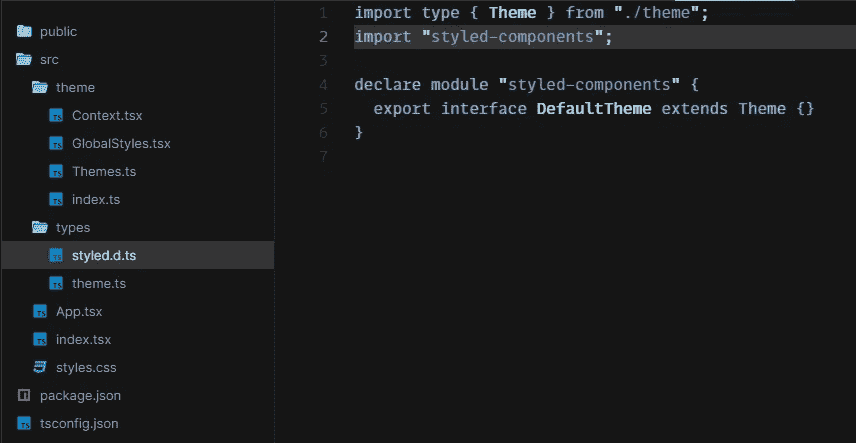 public
src
theme
Context.tsx
GlobalStyles.tsx
Themes.ts
index.ts
types
styled.d.ts
theme.ts
App.tsx
index.tsx
styles.css
package.json
tsconfig.json
1 import type { Theme } from "./theme";
2 import "styled-components";
3
4 declare module "styled-components" {
5   export interface DefaultTheme extends Theme {}
6 }
7